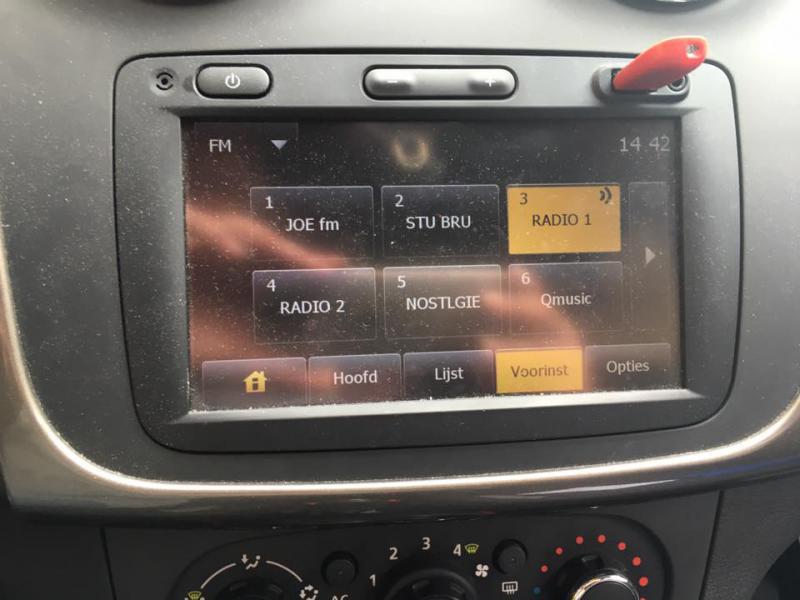 FM 14 42
1 JOE fm
2 STU BRU
3 RADIO 1
4 RADIO 2
5 NOSTLGIE
6 Qmusic
Hoofd Lijst Voorinst Opties
1 2 3 4
AC